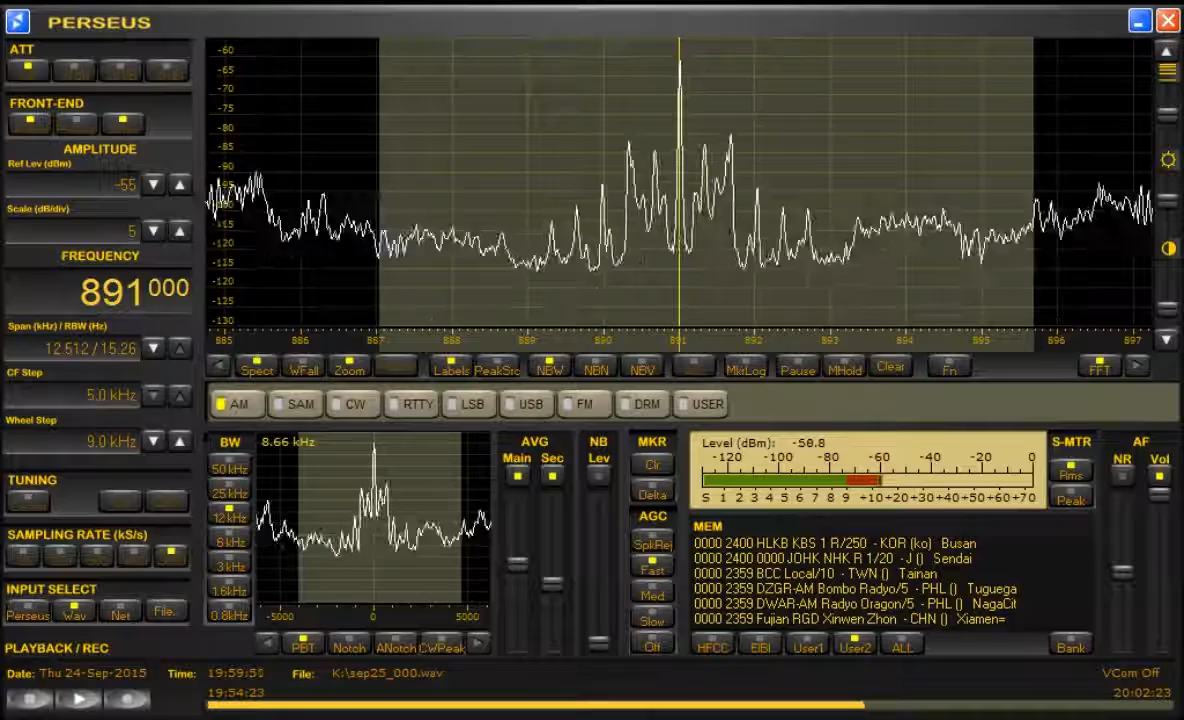 PERSEUS
ATT
FRONT-END
AMPLITUDE
Ref Lev (dBm)
-55
Scale (dB/div)
5
FREQUENCY
891 000
Span (kHz) / RBW (Hz)
12.512 / 15.26
CF Step
5.0 kHz
Wheel Step
9.0 kHz
TUNING
SAMPLING RATE (kS/s)
INPUT SELECT
Perseus Wav Net File.
-60
-65
-70
-75
-80
-85
-90
-95
-100
-105
-110
-115
-120
-125
-130
885 886 887 888 889 890 891 892 893 894 895 896 897
Spect WFall Zoom Labels PeakSrc NBW NBN NBV MkrLog Pause MHold Clear Fn FFT
AM SAM CW RTTY LSB USB FM DRM USER
BW
50 kHz
25 kHz
12 kHz
6 kHz
3 kHz
1.6kHz
0.8kHz
8.66 kHz
-5000 0 5000
PBT Notch ANotch CWPeak
AVG
Main Sec
NB
Lev
MKR
Clr
Delta
AGC
SpkRej
Fast
Med
Slow
Off
Level (dBm): -58.8
-120 -100 -80 -60 -40 -20 0
S 1 2 3 4 5 6 7 8 9 +10+20+30+40+50+60+70
S-MTR
Rms
Peak
AF
NR Vol
MEM
0000 2400 HLKB KBS 1 R/250 - KOR (ko) Busan
0000 2400 0000 JOHK NHK R 1/20 - J () Sendai
0000 2359 BCC Local/10 - TWN () Tainan
0000 2359 DZGR-AM Bombo Radyo/5 - PHL () Tuguega
0000 2359 DWAR-AM Radyo Oragon/5 - PHL () NagaCit
0000 2359 Fujian RGD Xinwen Zhon - CHN () Xiamen=
HFCC EIBI User1 User2 ALL Bank
PLAYBACK / REC
Date: Thu 24-Sep-2015 Time: 19:59:58 File: K:\sep25_000.wav VCom Off
19:54:23 20:02:23